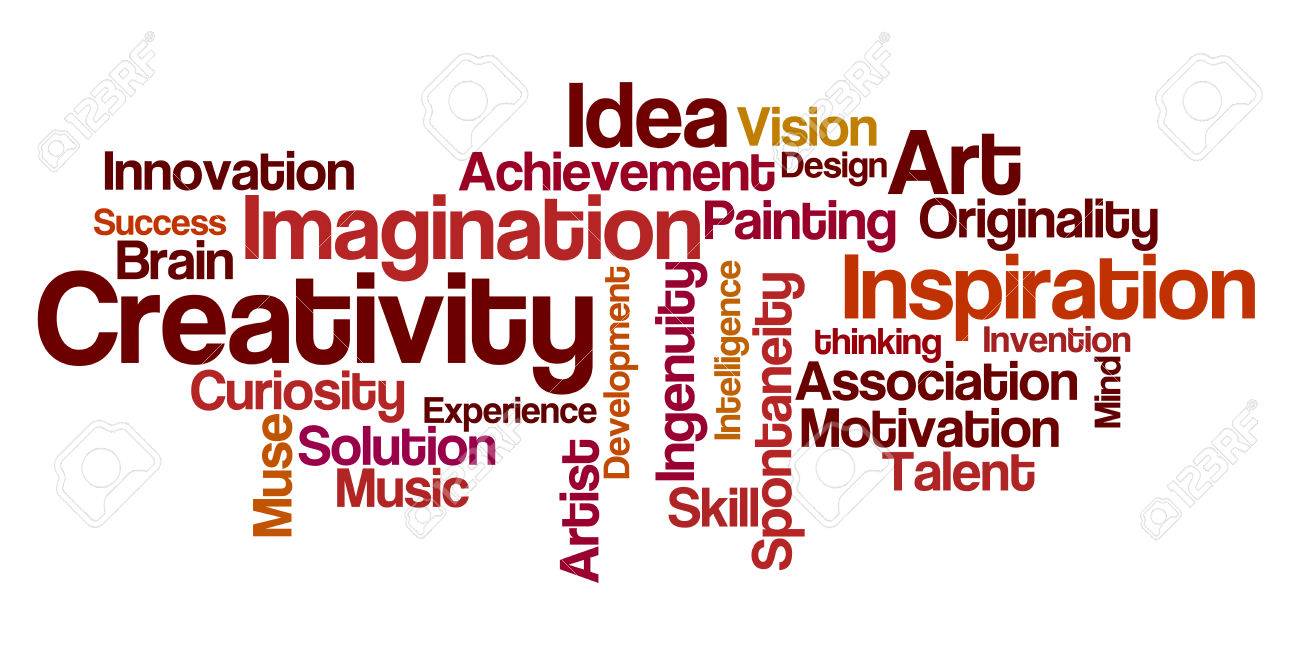 Idea
Vision
Art
Innovation
Achievement
Design
Success
Imagination
Painting
Originality
Brain
Creativity
Development
Ingenuity
Intelligence
Spontaneity
Inspiration
thinking
Invention
Mind
Curiosity
Experience
Association
Muse
Solution
Motivation
Music
Artist
Skill
Talent
123RF
123RF
123RF
123RF
123RF